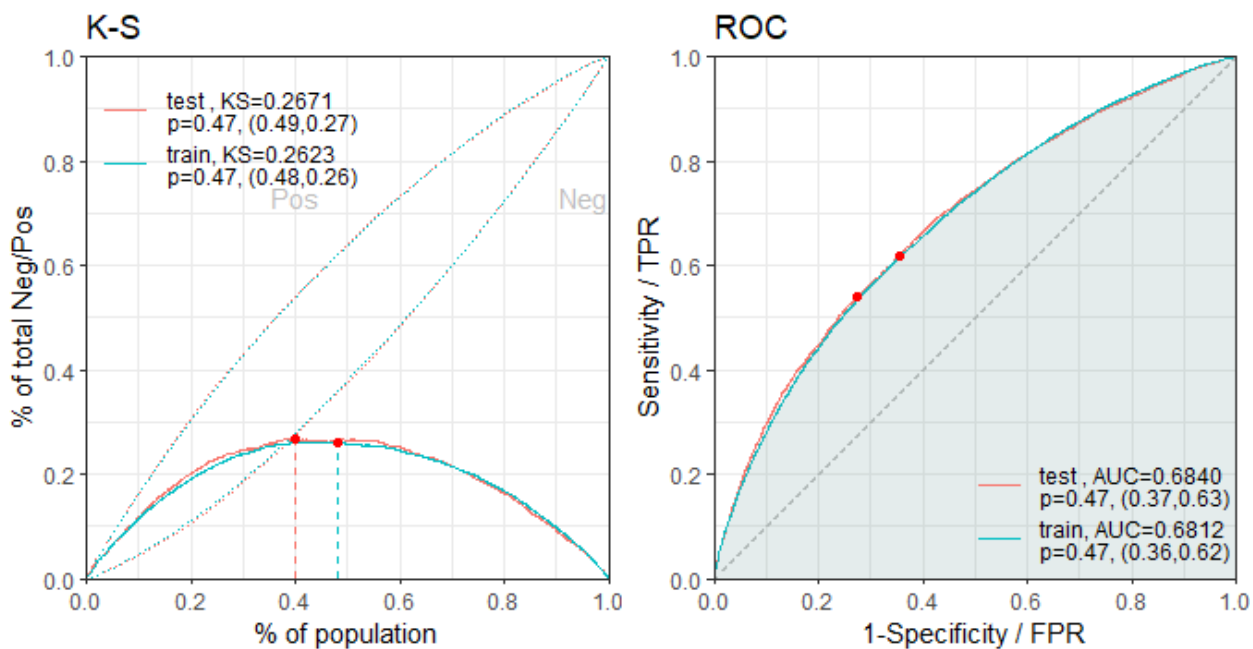 K-S
1.0
0.8
0.6
0.4
0.2
0.0
% of total Neg/Pos
test , KS=0.2671
p=0.47, (0.49,0.27)
train, KS=0.2623
p=0.47, (0.48,0.26)
Pos
Neg
0.0 0.2 0.4 0.6 0.8 1.0
% of population
ROC
1.0
0.8
0.6
0.4
0.2
0.0
Sensitivity / TPR
test , AUC=0.6840
p=0.47, (0.37,0.63)
train, AUC=0.6812
p=0.47, (0.36,0.62)
0.0 0.2 0.4 0.6 0.8 1.0
1-Specificity / FPR